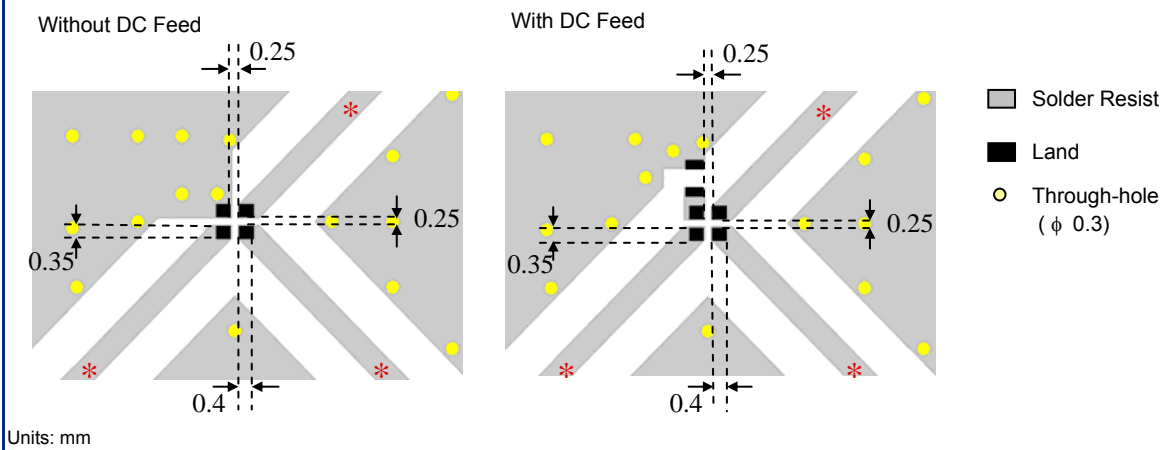 Without DC Feed
With DC Feed
0.25
0.25
*
*
Solder Resist
Land
Through-hole
( ϕ 0.3)
0.25
0.25
0.35
0.35
*
*
*
*
0.4
0.4
Units: mm